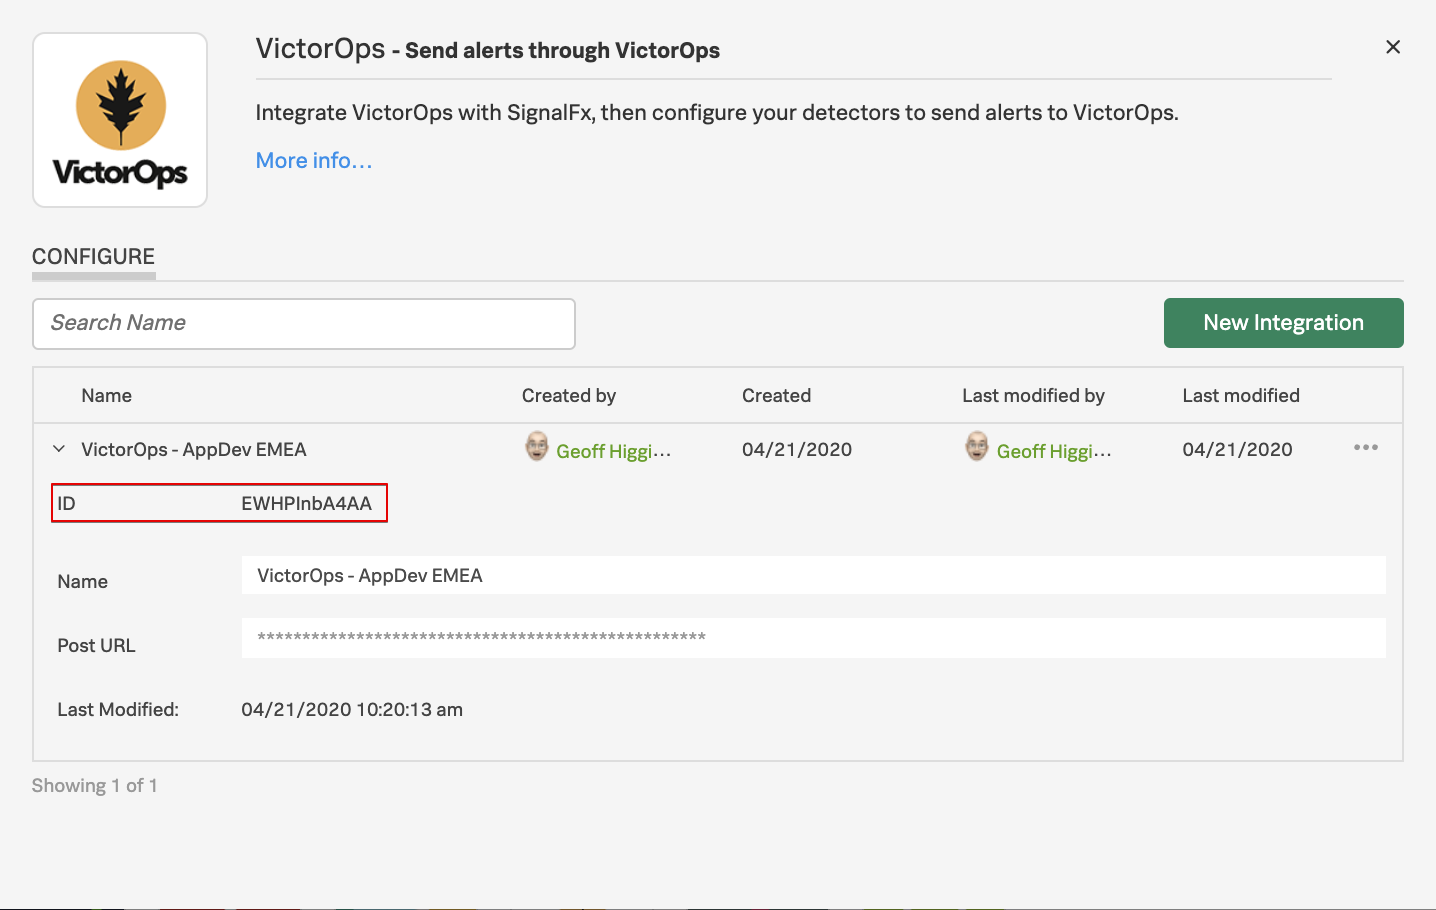 VictorOps
VictorOps - Send alerts through VictorOps
Integrate VictorOps with SignalFx, then configure your detectors to send alerts to VictorOps.
More info...
CONFIGURE
Search Name
New Integration
Name Created by Created Last modified by Last modified
VictorOps - AppDev EMEA Geoff Higgi... 04/21/2020 Geoff Higgi... 04/21/2020
ID EWHPInbA4AA
Name VictorOps - AppDev EMEA
Post URL **************************************************
Last Modified: 04/21/2020 10:20:13 am
Showing 1 of 1